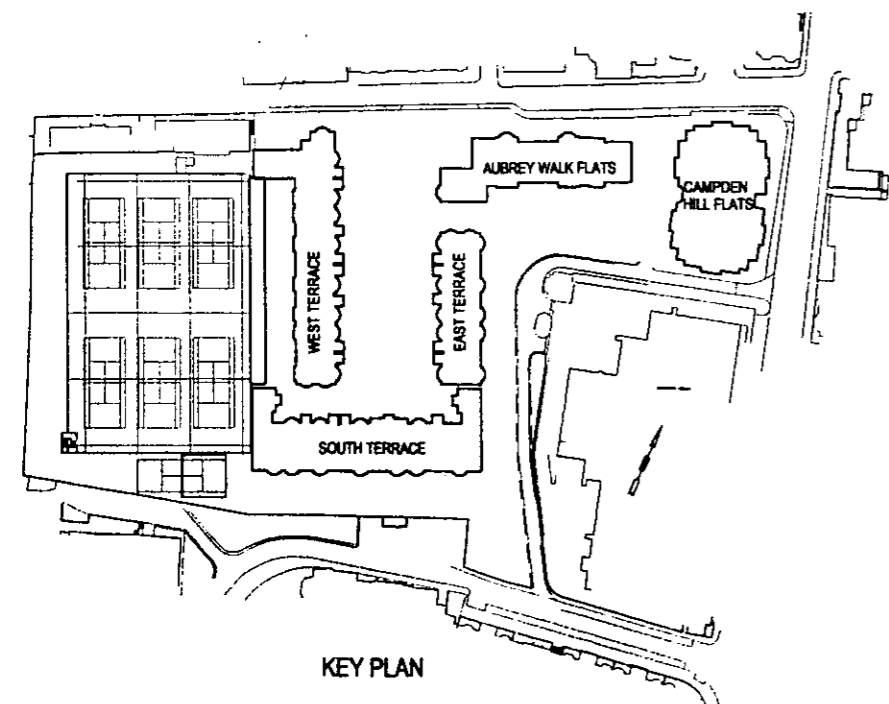 AUBREY WALK FLATS
CAMPDEN
HILL FLATS
WEST TERRACE
EAST TERRACE
SOUTH TERRACE
KEY PLAN